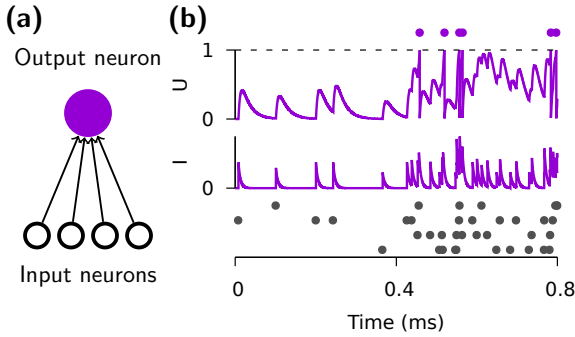 (a)
Output neuron
Input neurons
(b)
1
U
0
I
0
0 0.4 0.8
Time (ms)